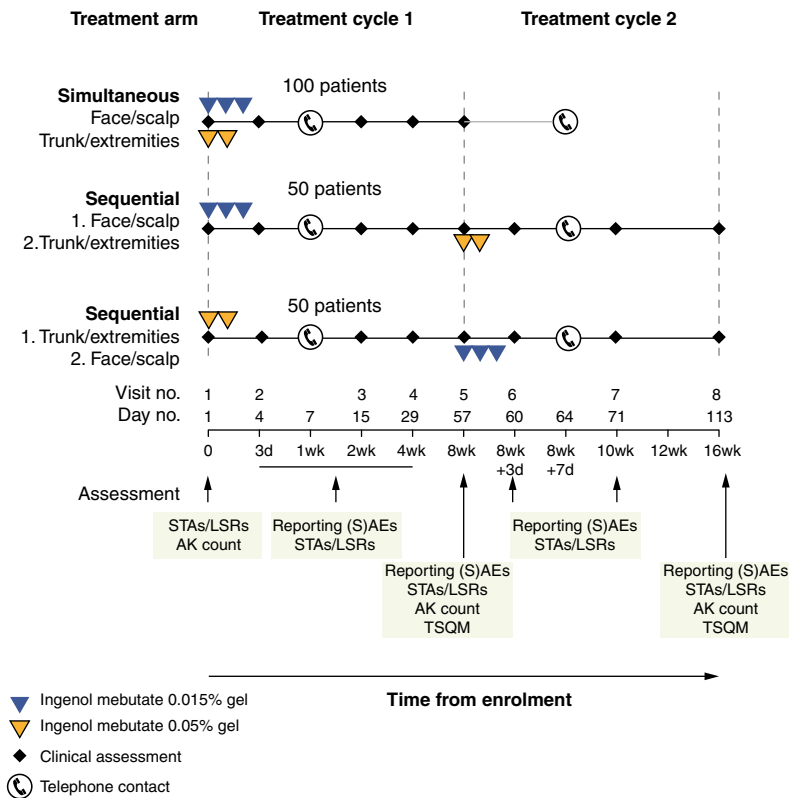 Treatment arm Treatment cycle 1 Treatment cycle 2
100 patients
Simultaneous
Face/scalp
Trunk/extremities
50 patients
Sequential
1. Face/scalp
2.Trunk/extremities
50 patients
Sequential
1. Trunk/extremities
2. Face/scalp
Visit no. 1 2 3 4 5 6 7 8
Day no. 1 4 7 15 29 57 60 64 71 113
0 3d 1wk 2wk 4wk 8wk 8wk 8wk 10wk 12wk 16wk
+3d +7d
Assessment
STAs/LSRs Reporting (S)AEs Reporting (S)AEs
AK count STAs/LSRs STAs/LSRs
Reporting (S)AEs Reporting (S)AEs
STAs/LSRs STAs/LSRs
AK count AK count
TSQM TSQM
Time from enrolment
Ingenol mebutate 0.015% gel
Ingenol mebutate 0.05% gel
Clinical assessment
Telephone contact